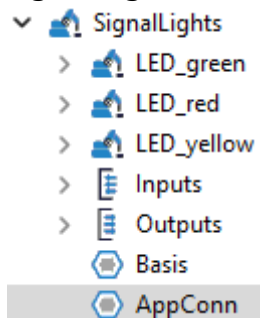 SignalLights
LED_green
LED_red
LED_yellow
Inputs
Outputs
Basis
AppConn